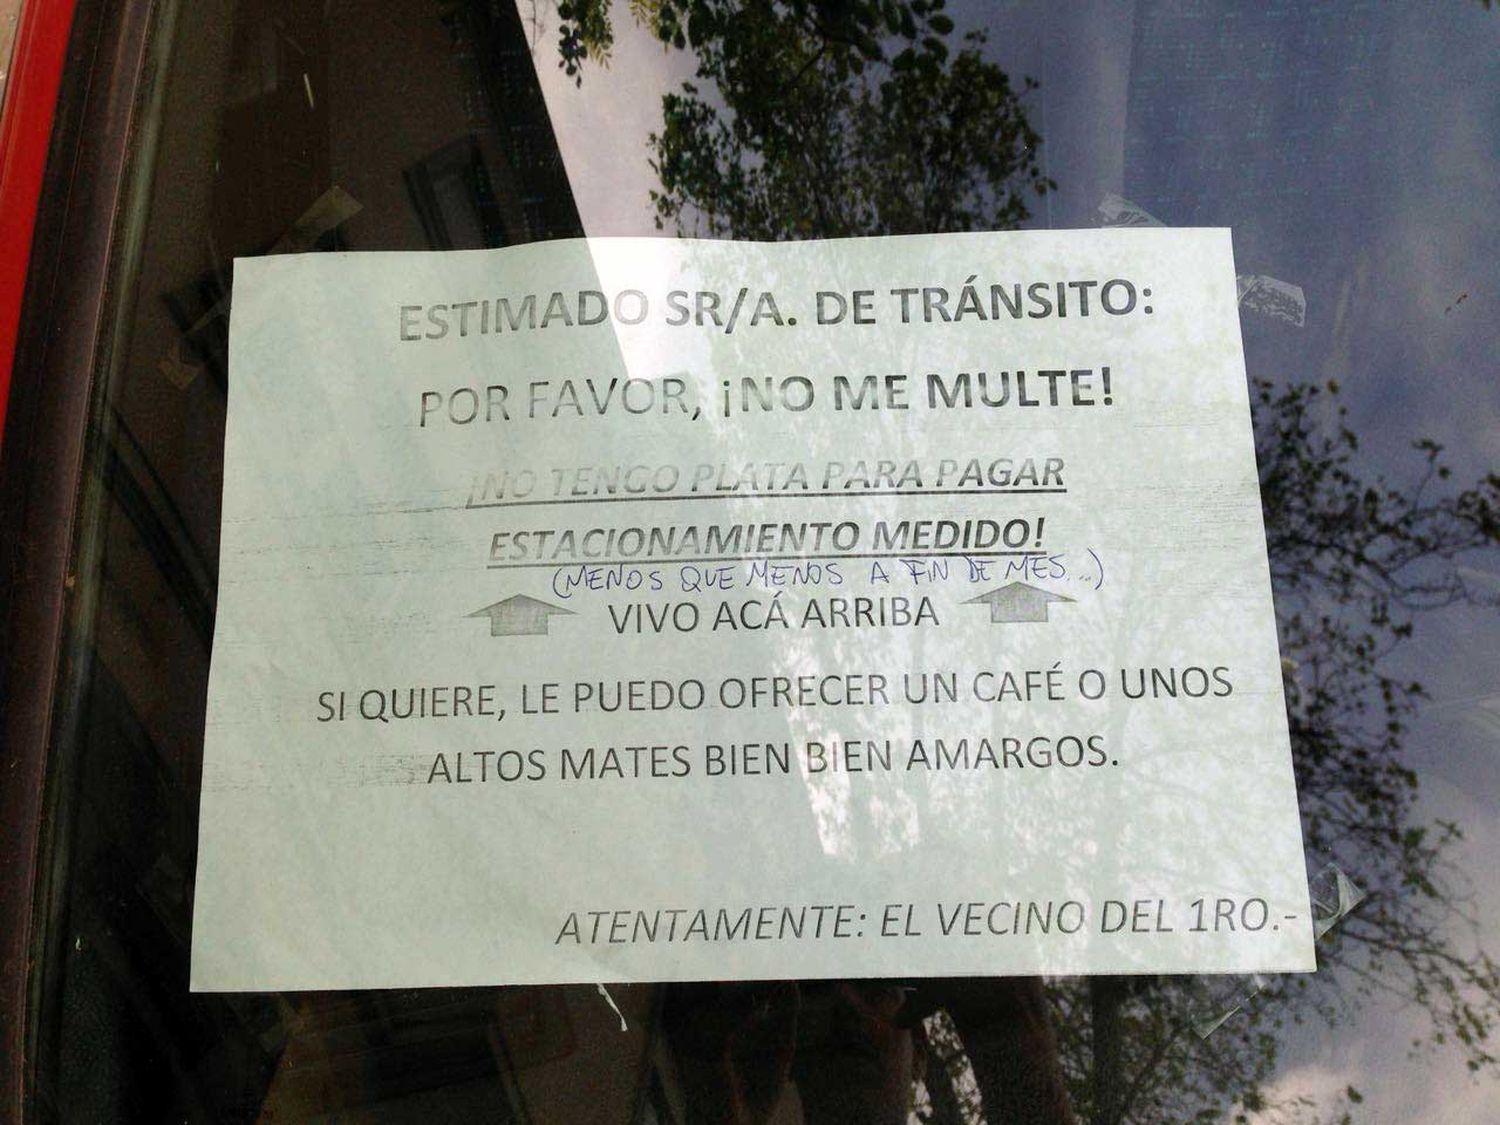 ESTIMADO SR/A. DE TRÁNSITO:
POR FAVOR, ¡NO ME MULTE!
¡NO TENGO PLATA PARA PAGAR
ESTACIONAMIENTO MEDIDO!
(MENOS QUE MENOS A FIN DE MES...)
VIVO ACÁ ARRIBA
SI QUIERE, LE PUEDO OFRECER UN CAFÉ O UNOS
ALTOS MATES BIEN BIEN AMARGOS.
ATENTAMENTE: EL VECINO DEL 1RO.-